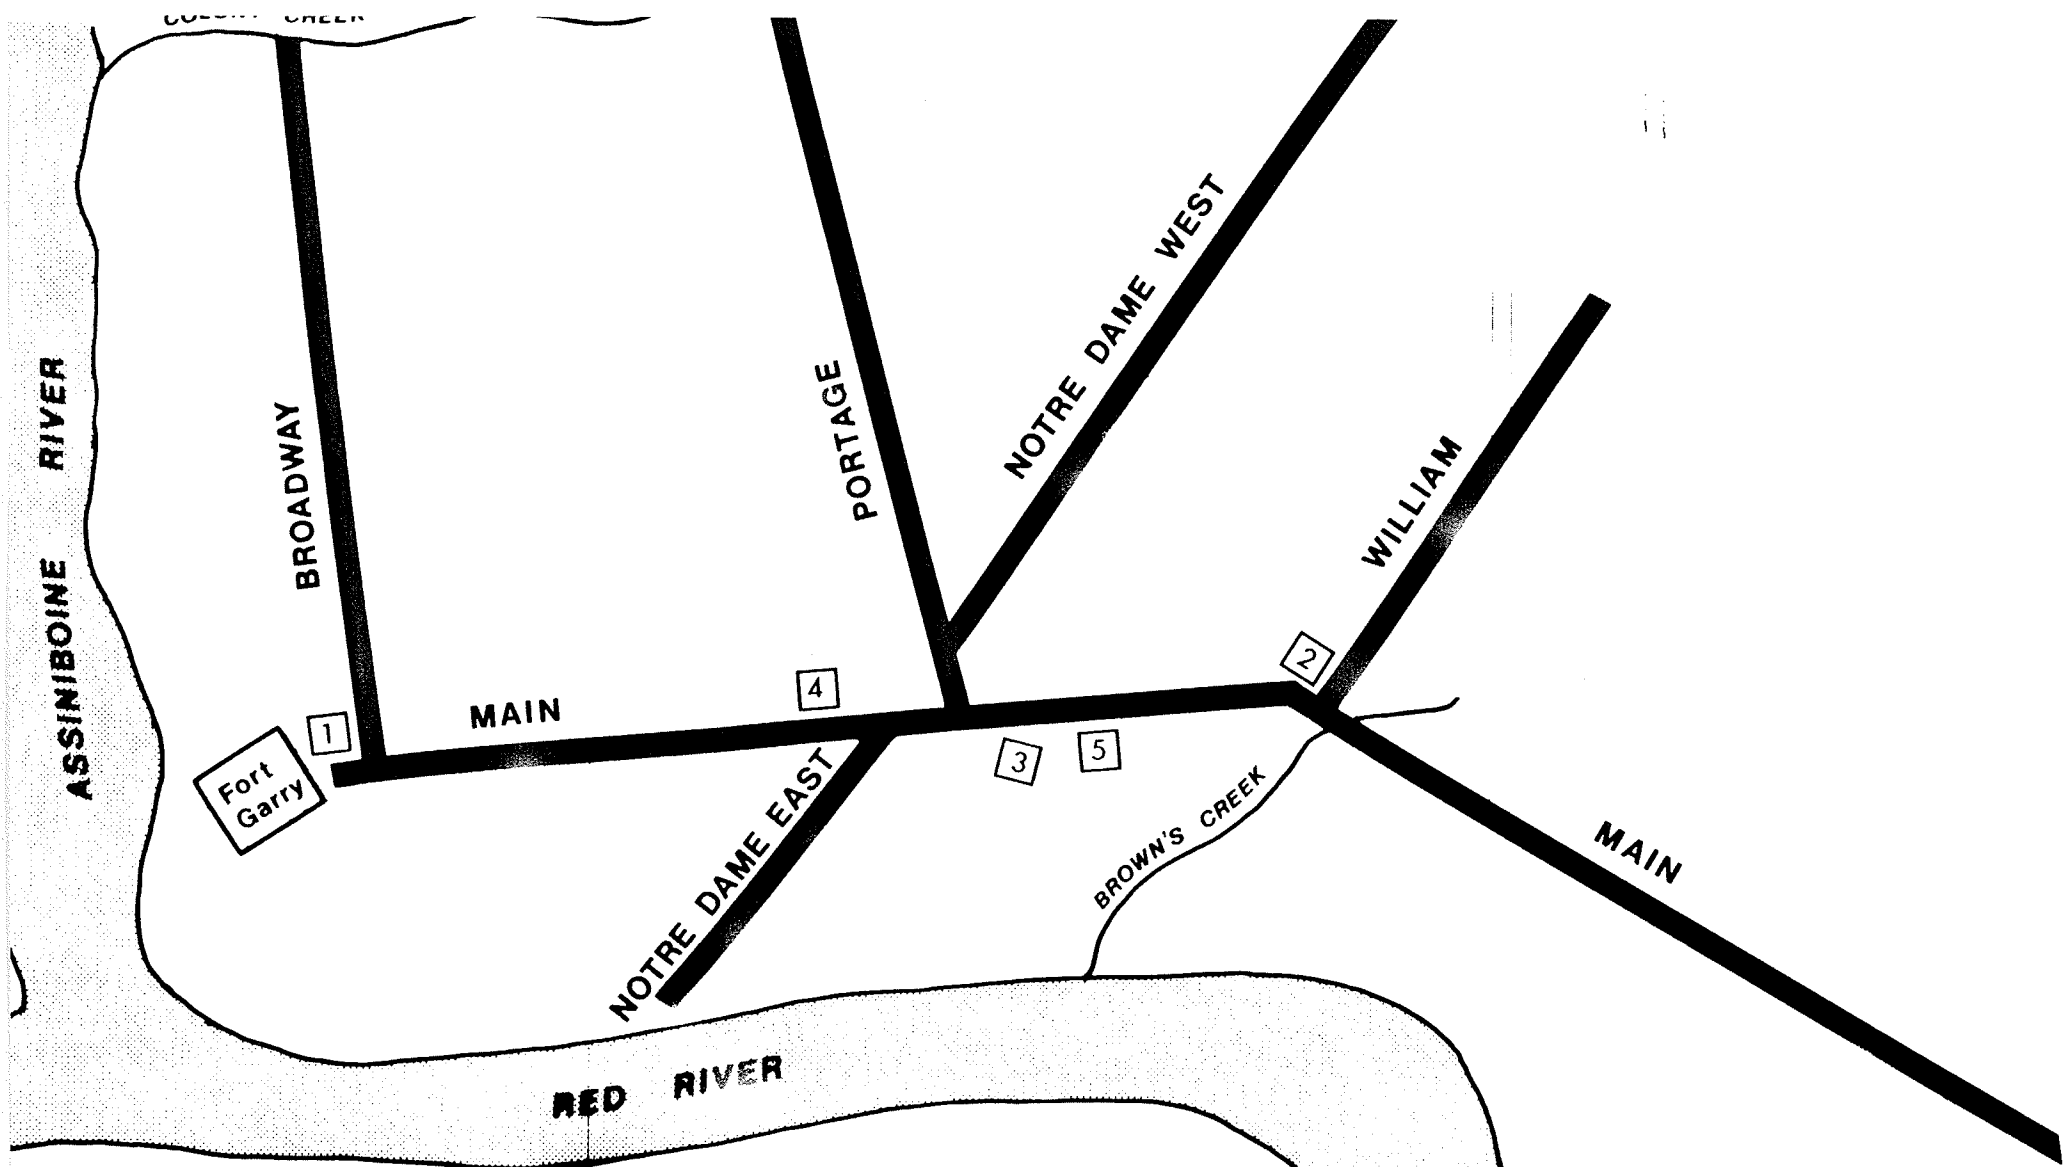 CREEK
ASSINIBOINE RIVER
BROADWAY
PORTAGE
NOTRE DAME WEST
WILLIAM
MAIN
1
4
2
3
5
Fort
Garry
NOTRE DAME EAST
BROWN'S CREEK
MAIN
RED RIVER